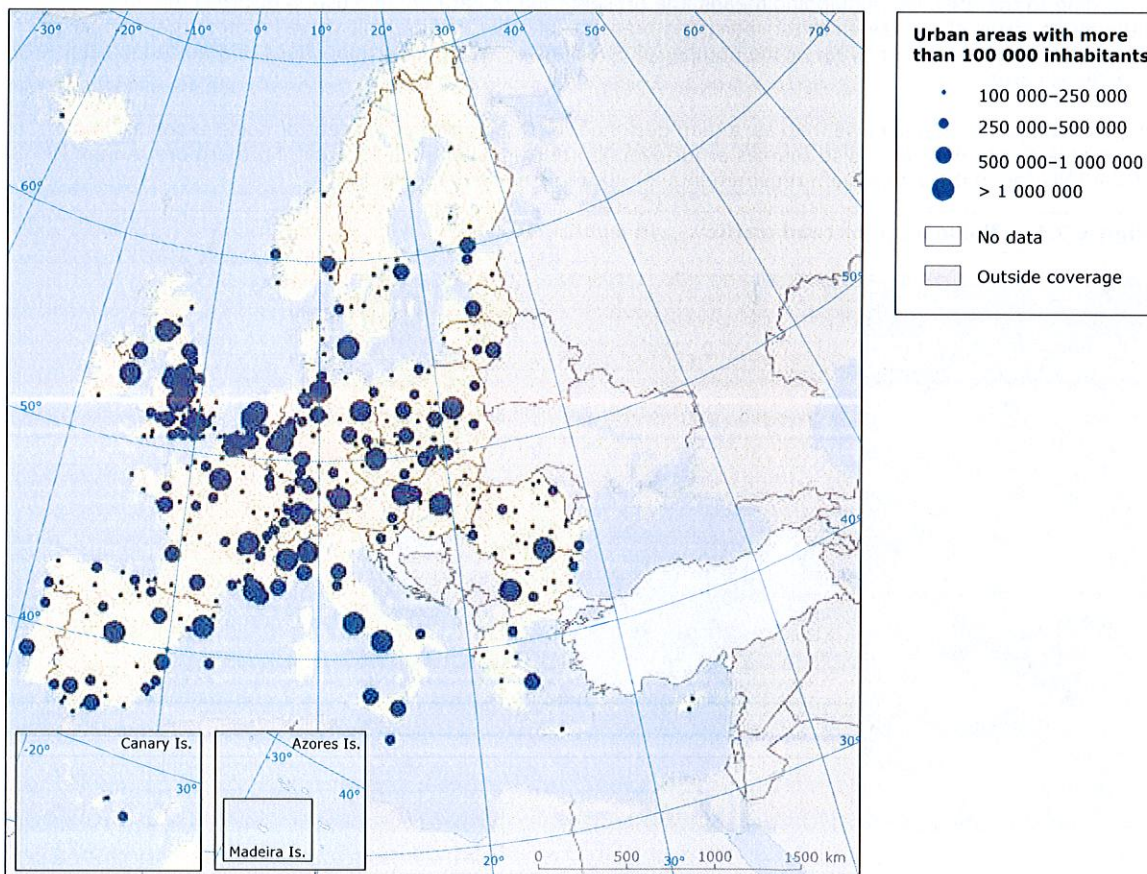 -30°
-20°
-10°
0°
10°
20°
30°
40°
50°
60°
70°
60°
50°
50°
40°
40°
30°
20°
30°
Canary Is.
-20°
30°
Azores Is.
-30°
40°
Madeira Is.
0 500 1000 1500 km
Urban areas with more
than 100 000 inhabitants
100 000–250 000
250 000–500 000
500 000–1 000 000
> 1 000 000
No data
Outside coverage